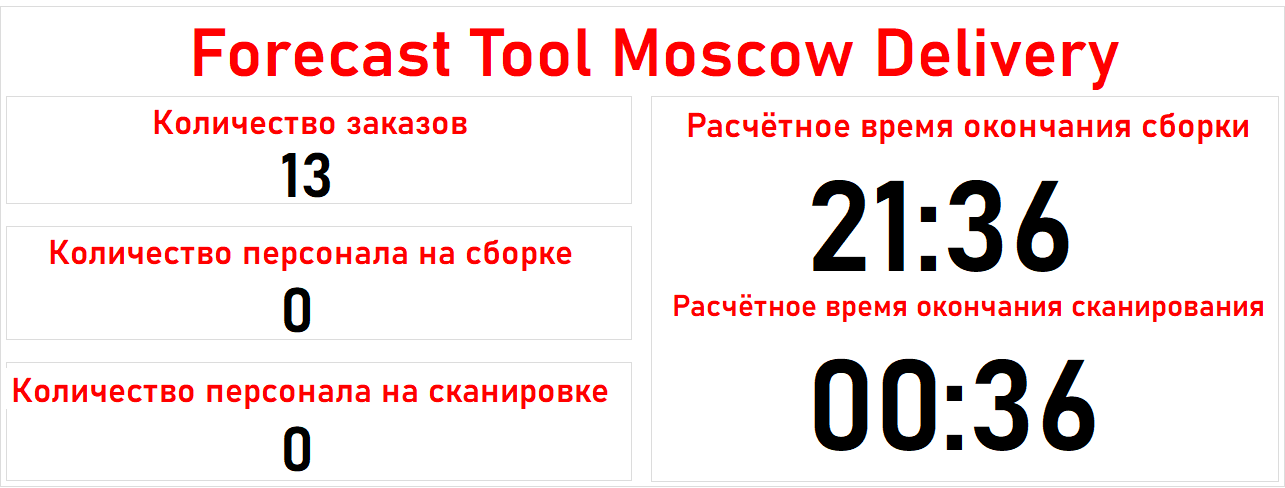 Forecast Tool Moscow Delivery
Количество заказов
13
Количество персонала на сборке
0
Количество персонала на сканировке
0
Расчётное время окончания сборки
21:36
Расчётное время окончания сканирования
00:36